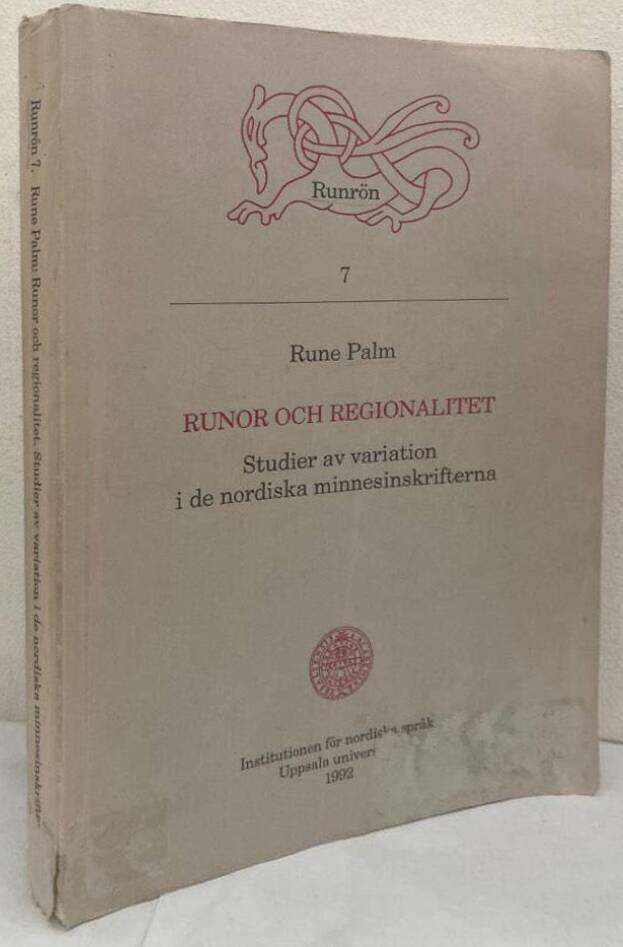 Runrön
7
Rune Palm
RUNOR OCH REGIONALITET
Studier av variation
i de nordiska minnesinskrifterna
Institutionen för nordiska språk
Uppsala univer
1992
Runrön 7. Rune Palm: Runor och regionalitet. Studier av variation i de nordiska minnesinskrifter